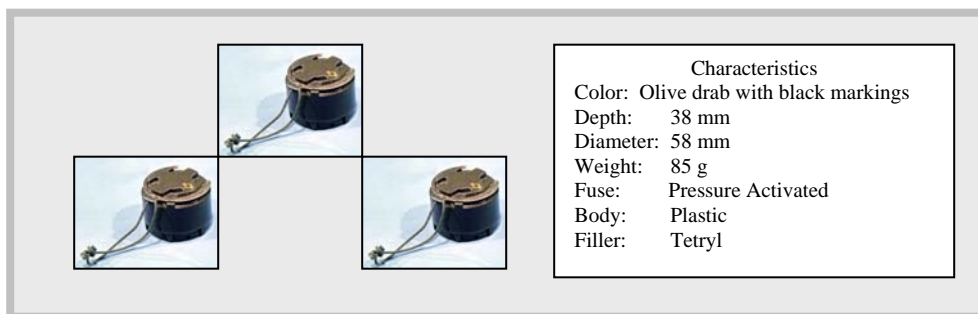 Characteristics
Color: Olive drab with black markings
Depth: 38 mm
Diameter: 58 mm
Weight: 85 g
Fuse: Pressure Activated
Body: Plastic
Filler: Tetryl